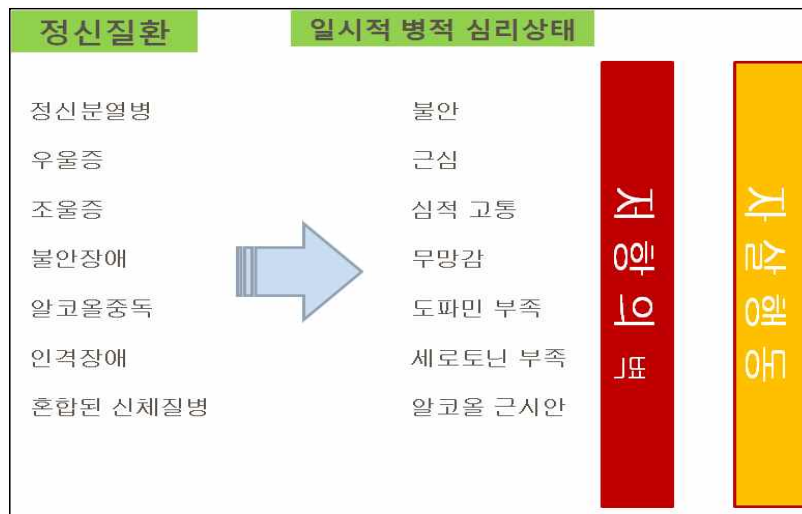 정신질환
일시적 병적 심리상태
정신분열병
우울증
조울증
불안장애
알코올중독
인격장애
혼합된 신체질병
불안
근심
심적 고통
무망감
도파민 부족
세로토닌 부족
알코올 근시안
저항의 벽
자살행동